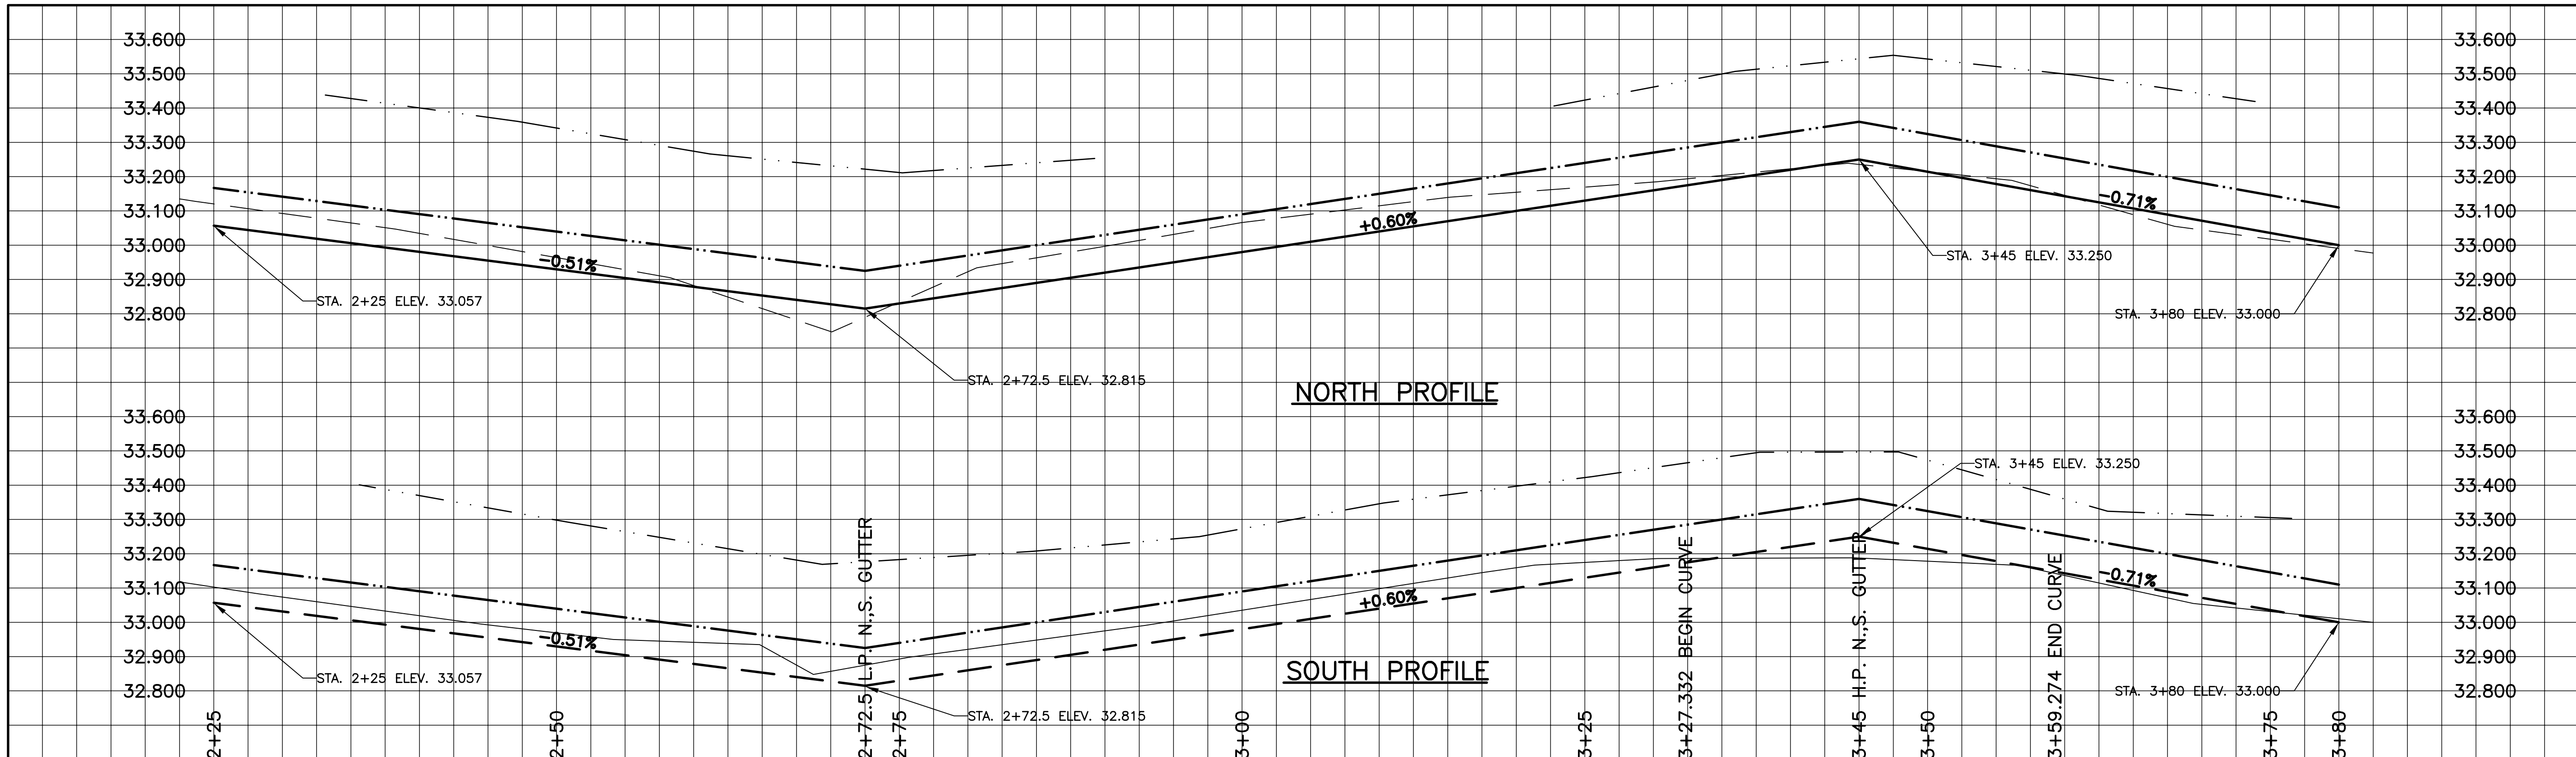 33.600 33.600
33.500 33.500
33.400 33.400
33.300 33.300
33.200 33.200
-0.71%
33.100 33.100
+0.60%
33.000 33.000
STA. 3+45 ELEV. 33.250
-0.51%
32.900 32.900
STA. 2+25 ELEV. 33.057
32.800 STA. 3+80 ELEV. 33.000 32.800
STA. 2+72.5 ELEV. 32.815
NORTH PROFILE
33.600 33.600
33.500 33.500
STA. 3+45 ELEV. 33.250
33.400 33.400
33.300 33.300
33.200 33.200
-0.71%
33.100 33.100
+0.60%
33.000 33.000
-0.51%
32.900 32.900
SOUTH PROFILE
STA. 2+25 ELEV. 33.057
32.800 STA. 3+80 ELEV. 33.000 32.800
STA. 2+72.5 ELEV. 32.815
2+25
2+50
2+72.5 L.P. N.,S. GUTTER
2+75
3+00
3+25
3+27.332 BEGIN CURVE
3+45 H.P. N.,S. GUTTER
3+50
3+59.274 END CURVE
3+75
3+80